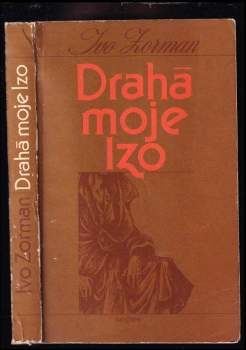 Ivo Zorman Drahá moje Izo
Ivo Zorman
Drahá
moje
Izo